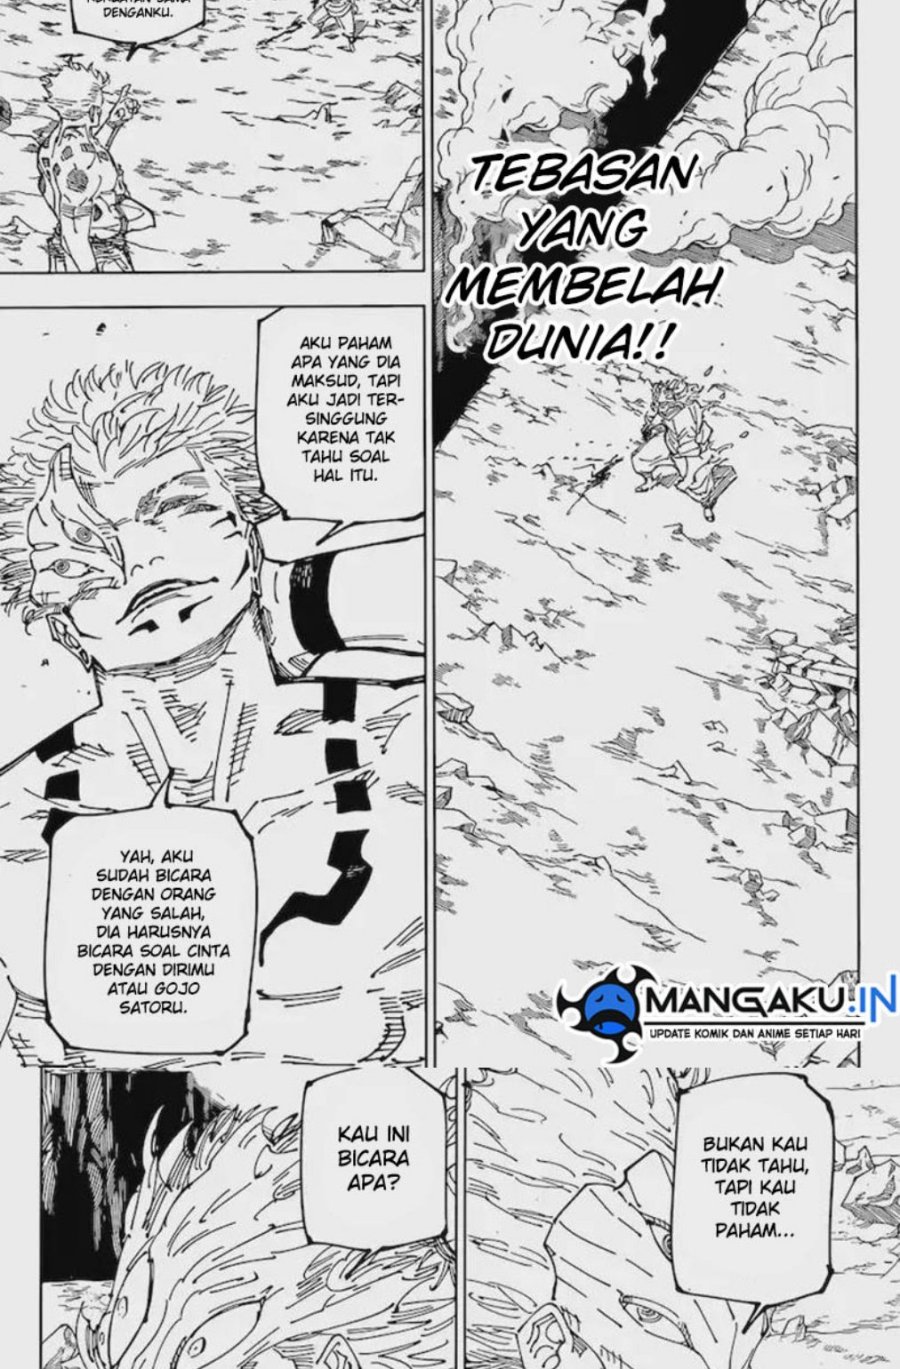 TEBASAN
YANG
MEMBELAH
DUNIA!!
DENGANKU.
AKU PAHAM
APA YANG DIA
MAKSUD, TAPI
AKU JADI TER-
SINGGUNG
KARENA TAK
TAHU SOAL
HAL ITU.
YAH, AKU
SUDAH BICARA
DENGAN ORANG
YANG SALAH,
DIA HARUSNYA
BICARA SOAL CINTA
DENGAN DIRIMU
ATAU GOJO
SATORU.
MANGAKU.IN
UPDATE KOMIK DAN ANIME SETIAP HARI
BUKAN KAU
TIDAK TAHU,
TAPI KAU
TIDAK
PAHAM...
KAU INI
BICARA
APA?